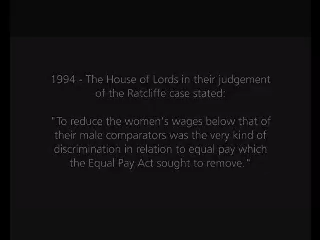 1994 - The House of Lords in their judgement
of the Ratcliffe case stated:
"To reduce the women's wages below that of
their male comparators was the very kind of
discrimination in relation to equal pay which
the Equal Pay Act sought to remove."